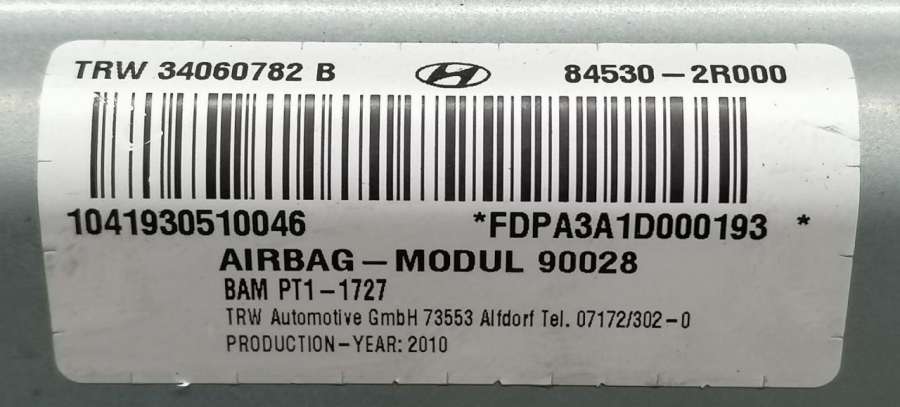 TRW 34060782 B 84530-2R000
1041930510046 *FDPA3A1D000193 *
AIRBAG-MODUL 90028
BAM PT1-1727
TRW Automotive GmbH 73553 Alfdorf Tel. 07172/302-0
PRODUCTION-YEAR: 2010